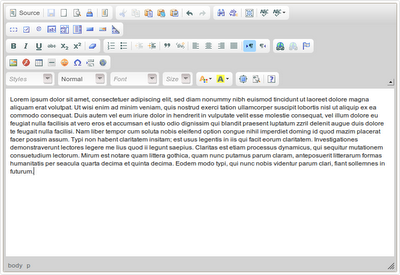 Source
B I U abc X₂ X²
Styles Normal Font Size
Lorem ipsum dolor sit amet, consectetuer adipiscing elit, sed diam nonummy nibh euismod tincidunt ut laoreet dolore magna
aliquam erat volutpat. Ut wisi enim ad minim veniam, quis nostrud exerci tation ullamcorper suscipit lobortis nisl ut aliquip ex ea
commodo consequat. Duis autem vel eum iriure dolor in hendrerit in vulputate velit esse molestie consequat, vel illum dolore eu
feugiat nulla facilisis at vero eros et accumsan et iusto odio dignissim qui blandit praesent luptatum zzril delenit augue duis dolore
te feugait nulla facilisi. Nam liber tempor cum soluta nobis eleifend option congue nihil imperdiet doming id quod mazim placerat
facer possim assum. Typi non habent claritatem insitam; est usus legentis in iis qui facit eorum claritatem. Investigationes
demonstraverunt lectores legere me lius quod ii legunt saepius. Claritas est etiam processus dynamicus, qui sequitur mutationem
consuetudium lectorum. Mirum est notare quam littera gothica, quam nunc putamus parum claram, anteposuerit litterarum formas
humanitatis per seacula quarta decima et quinta decima. Eodem modo typi, qui nunc nobis videntur parum clari, fiant sollemnes in
futurum.
body p